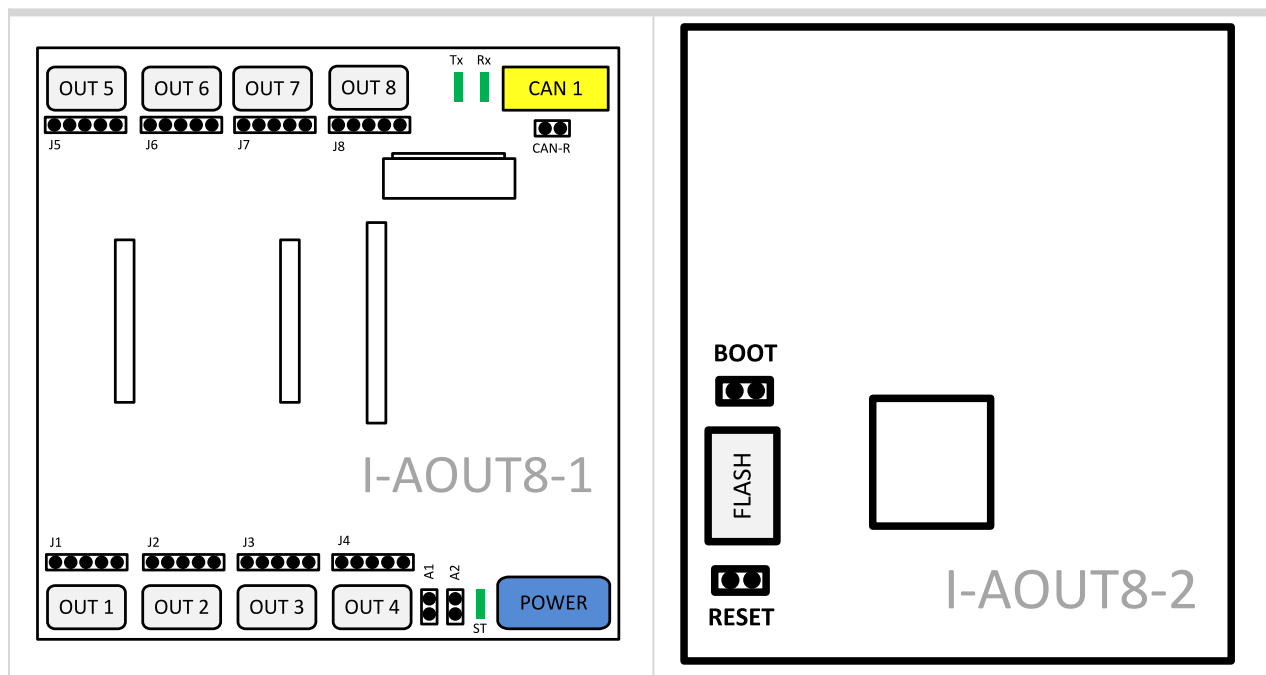 Tx Rx
OUT 5 OUT 6 OUT 7 OUT 8 CAN 1
J5 J6 J7 J8 CAN-R
I-AOUT8-1
J1 J2 J3 J4
A1 A2
OUT 1 OUT 2 OUT 3 OUT 4 POWER
ST
BOOT
FLASH
I-AOUT8-2
RESET